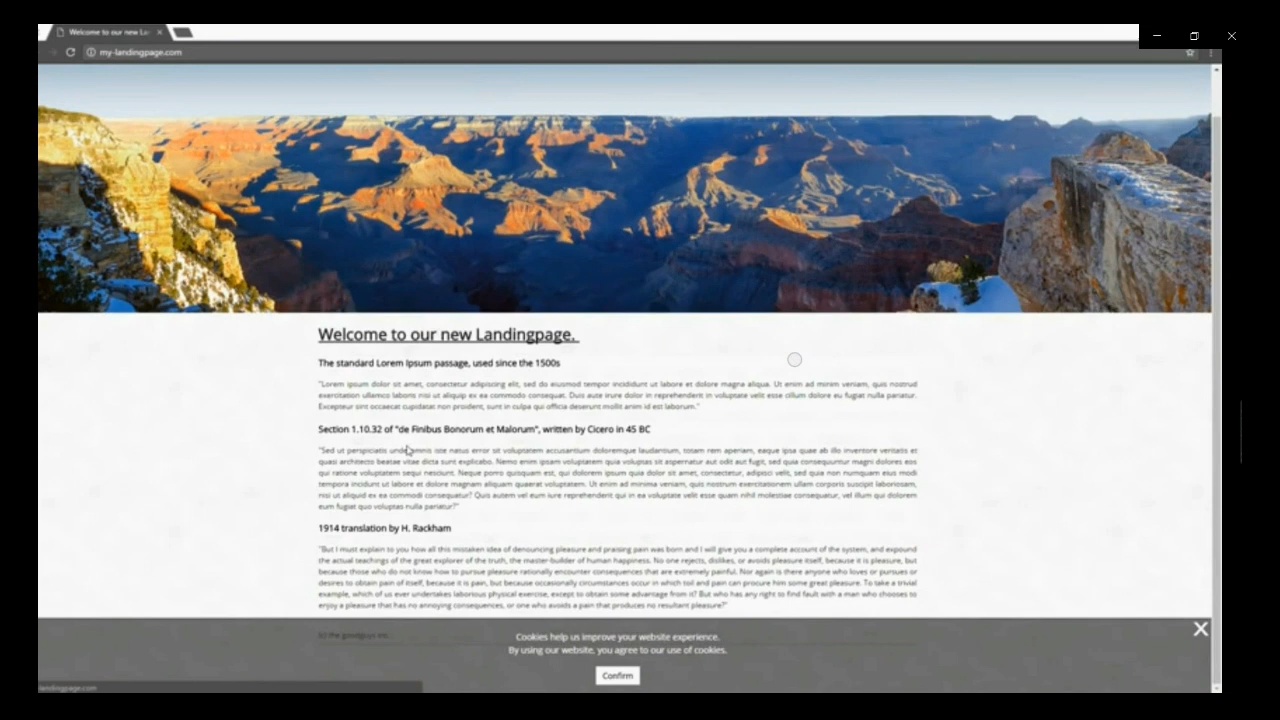 Welcome to our new La
my-landingpage.com
Welcome to our new Landingpage.
The standard Lorem Ipsum passage, used since the 1500s
"Lorem ipsum dolor sit amet, consectetur adipiscing elit, sed do eiusmod tempor incididunt ut labore et dolore magna aliqua. Ut enim ad minim veniam, quis nostrud
exercitation ullamco laboris nisi ut aliquip ex ea commodo consequat. Duis aute irure dolor in reprehenderit in voluptate velit esse cillum dolore eu fugiat nulla pariatur.
Excepteur sint occaecat cupidatat non proident, sunt in culpa qui officia deserunt mollit anim id est laborum."
Section 1.10.32 of "de Finibus Bonorum et Malorum", written by Cicero in 45 BC
"Sed ut perspiciatis unde omnis iste natus error sit voluptatem accusantium doloremque laudantium, totam rem aperiam, eaque ipsa quae ab illo inventore veritatis et
quasi architecto beatae vitae dicta sunt explicabo. Nemo enim ipsam voluptatem quia voluptas sit aspernatur aut odit aut fugit, sed quia consequuntur magni dolores eos
qui ratione voluptatem sequi nesciunt. Neque porro quisquam est, qui dolorem ipsum quia dolor sit amet, consectetur, adipisci velit, sed quia non numquam eius modi
tempora incidunt ut labore et dolore magnam aliquam quaerat voluptatem. Ut enim ad minima veniam, quis nostrum exercitationem ullam corporis suscipit laboriosam,
nisi ut aliquid ex ea commodi consequatur? Quis autem vel eum iure reprehenderit qui in ea voluptate velit esse quam nihil molestiae consequatur, vel illum qui dolorem
eum fugiat quo voluptas nulla pariatur?"
1914 translation by H. Rackham
"But I must explain to you how all this mistaken idea of denouncing pleasure and praising pain was born and I will give you a complete account of the system, and expound
the actual teachings of the great explorer of the truth, the master-builder of human happiness. No one rejects, dislikes, or avoids pleasure itself, because it is pleasure, but
because those who do not know how to pursue pleasure rationally encounter consequences that are extremely painful. Nor again is there anyone who loves or pursues or
desires to obtain pain of itself, because it is pain, but because occasionally circumstances occur in which toil and pain can procure him some great pleasure. To take a trivial
example, which of us ever undertakes laborious physical exercise, except to obtain some advantage from it? But who has any right to find fault with a man who chooses to
enjoy a pleasure that has no annoying consequences, or one who avoids a pain that produces no resultant pleasure?"
the goodguys inc.
Cookies help us improve your website experience.
By using our website, you agree to our use of cookies.
Confirm
landingpage.com